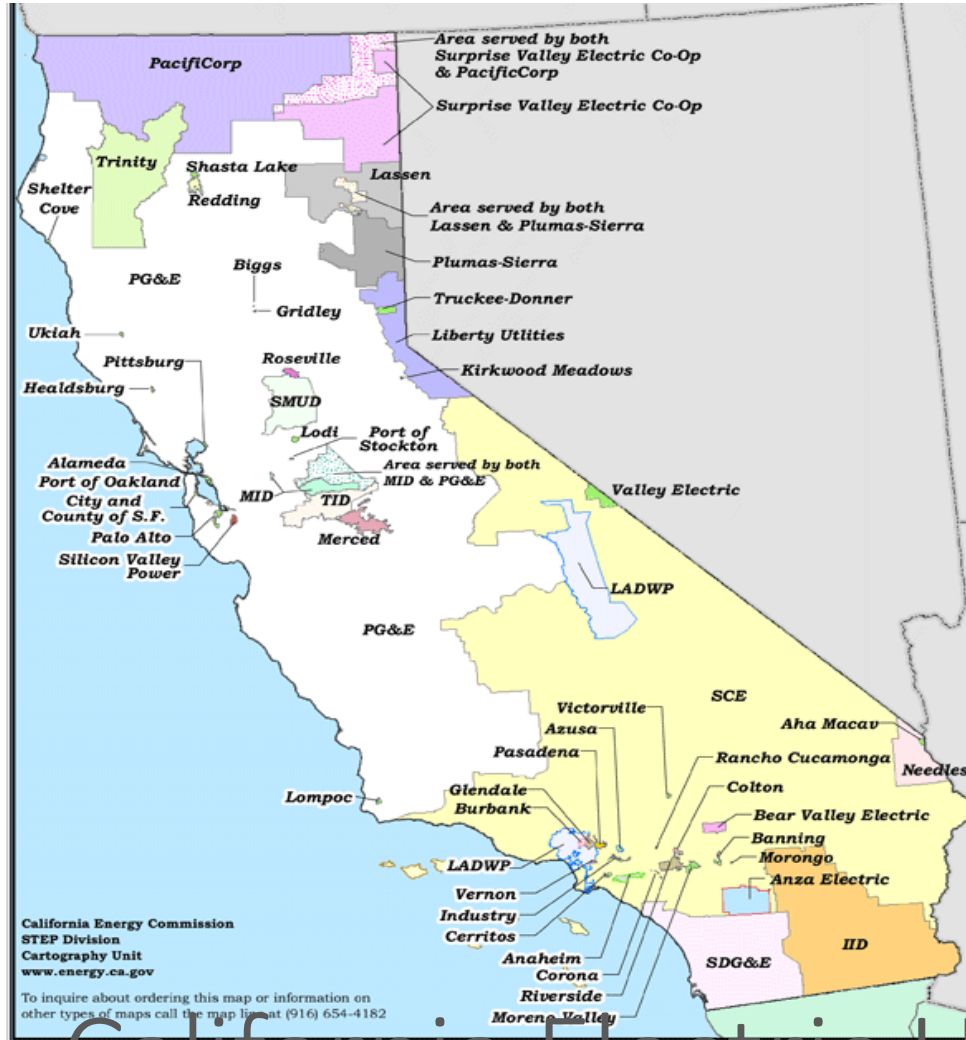 PacifiCorp
Area served by both
Surprise Valley Electric Co-Op
& PacificCorp
Surprise Valley Electric Co-Op
Trinity
Shasta Lake
Redding
Lassen
Shelter
Cove
Area served by both
Lassen & Plumas-Sierra
Plumas-Sierra
PG&E
Biggs
Gridley
Truckee-Donner
Liberty Utlities
Ukiah
Pittsburg
Roseville
Kirkwood Meadows
Healdsburg
SMUD
Lodi
Port of
Stockton
Alameda
Port of Oakland
City and
County of S.F.
Palo Alto
Silicon Valley
Power
MID
Area served by both
MID & PG&E
TID
Merced
Valley Electric
LADWP
PG&E
SCE
Victorville
Azusa
Pasadena
Aha Macav
Rancho Cucamonga
Needles
Glendale
Burbank
Colton
Lompoc
Bear Valley Electric
Banning
Morongo
Anza Electric
LADWP
Vernon
Industry
Cerritos
Anaheim
Corona
Riverside
Moreno Valley
SDG&E
IID
California Energy Commission
STEP Division
Cartography Unit
www.energy.ca.gov
To inquire about ordering this map or information on
other types of maps call the map line at (916) 654-4182
California Electric